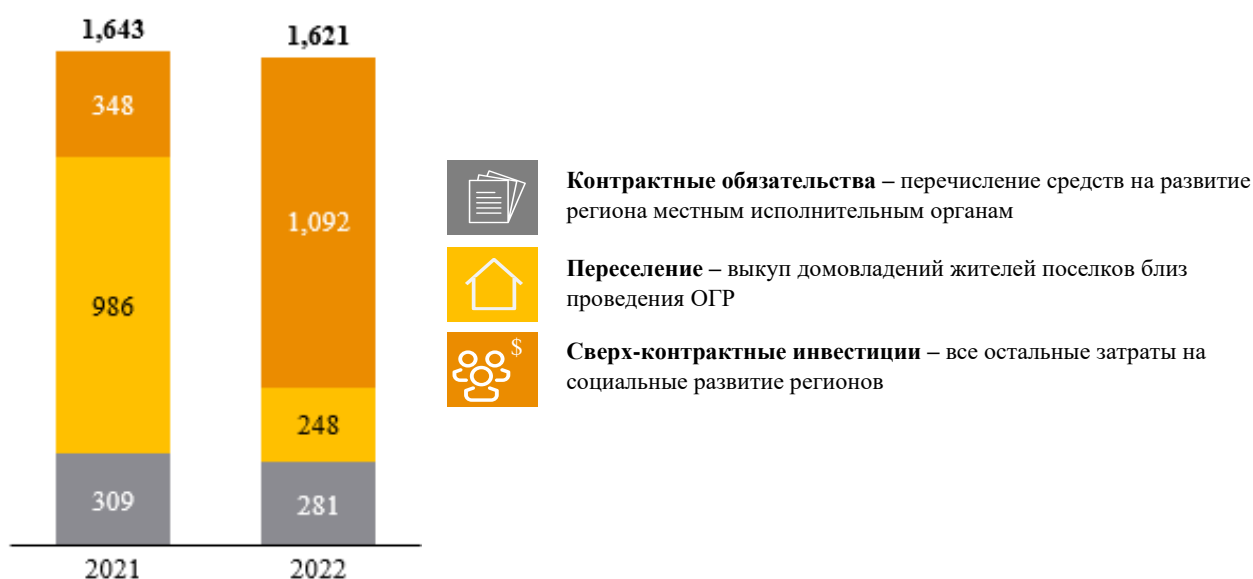 1,643
1,621
348
986
309
1,092
248
281
2021
2022
$
Контрактные обязательства – перечисление средств на развитие
региона местным исполнительным органам
Переселение – выкуп домовладений жителей поселков близ
проведения ОГР
Сверх-контрактные инвестиции – все остальные затраты на
социальные развитие регионов